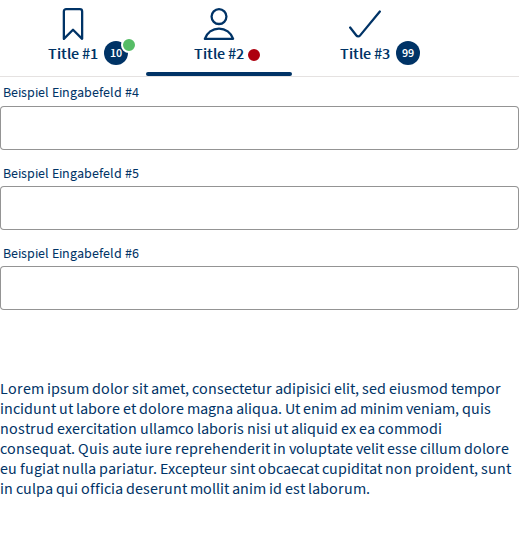 Title #1 10 Title #2 Title #3 99
Beispiel Eingabefeld #4
Beispiel Eingabefeld #5
Beispiel Eingabefeld #6
Lorem ipsum dolor sit amet, consectetur adipisici elit, sed eiusmod tempor
incidunt ut labore et dolore magna aliqua. Ut enim ad minim veniam, quis
nostrud exercitation ullamco laboris nisi ut aliquid ex ea commodi
consequat. Quis aute iure reprehenderit in voluptate velit esse cillum dolore
eu fugiat nulla pariatur. Excepteur sint obcaecat cupiditat non proident, sunt
in culpa qui officia deserunt mollit anim id est laborum.